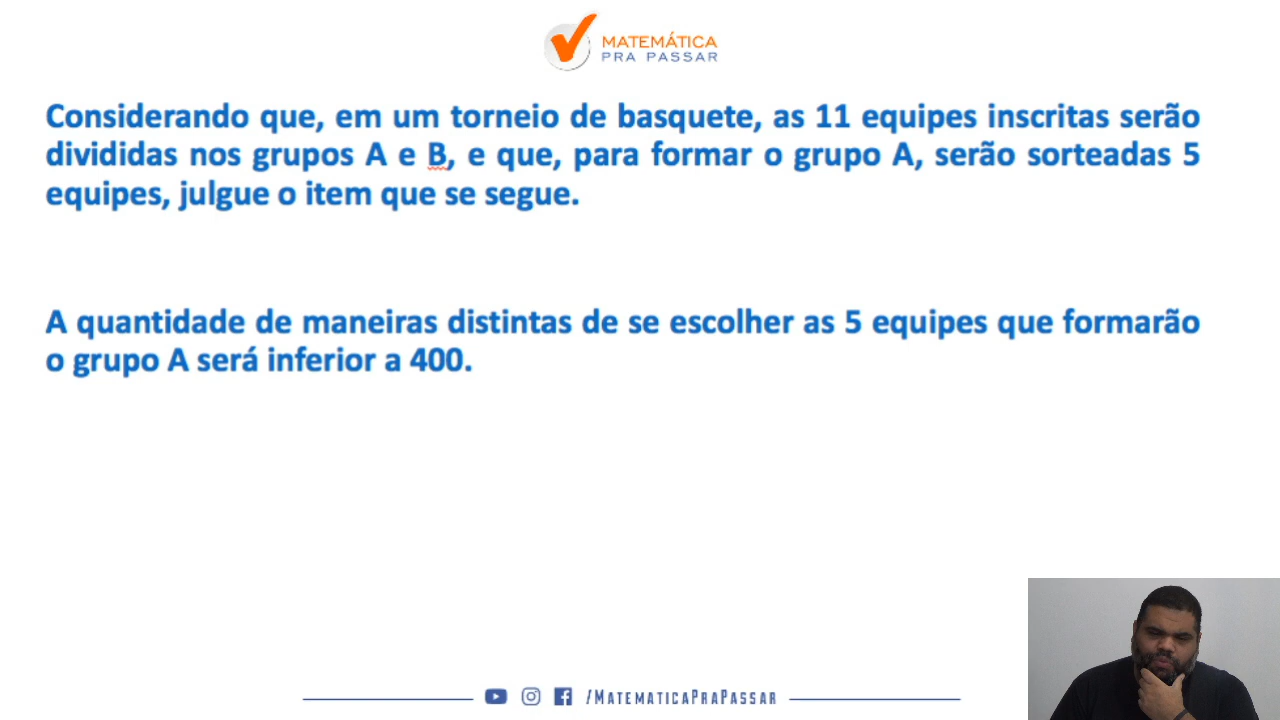 MATEMÁTICA
PRA PASSAR
Considerando que, em um torneio de basquete, as 11 equipes inscritas serão
divididas nos grupos A e B, e que, para formar o grupo A, serão sorteadas 5
equipes, julgue o item que se segue.
A quantidade de maneiras distintas de se escolher as 5 equipes que formarão
o grupo A será inferior a 400.
/MATEMATICAPRAPASSAR